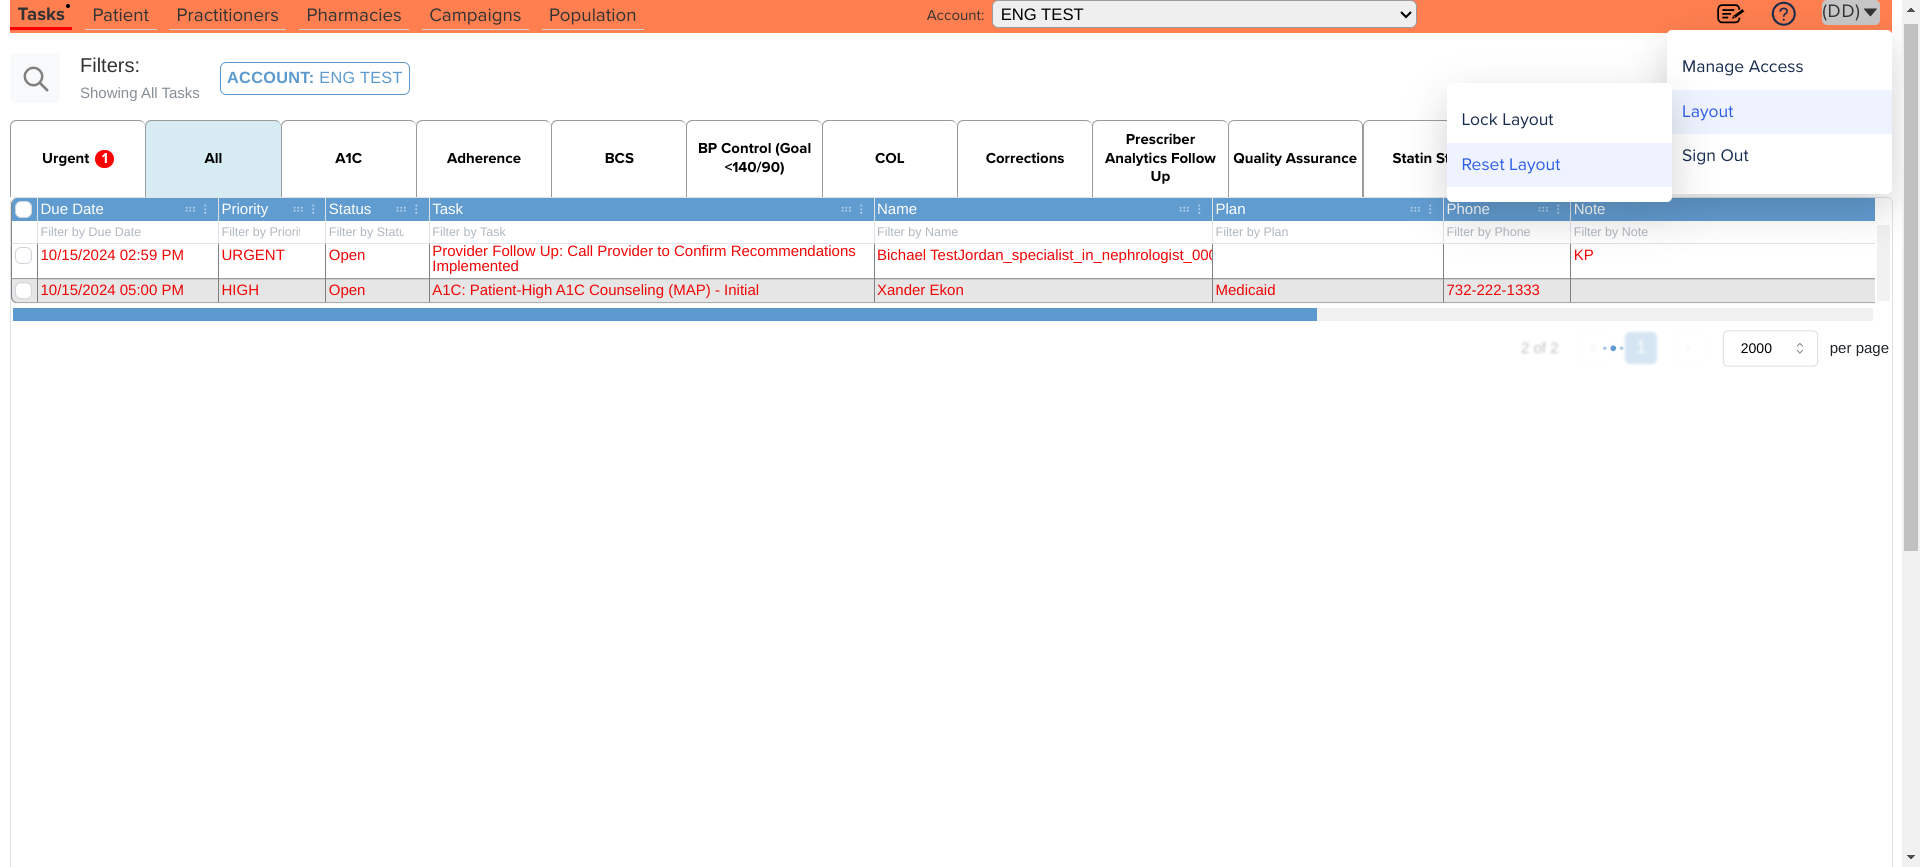 Tasks Patient Practitioners Pharmacies Campaigns Population Account: ENG TEST (DD)
Filters:
Showing All Tasks
ACCOUNT: ENG TEST
Manage Access
Layout
Sign Out
Lock Layout
Reset Layout
Urgent 1
All
A1C
Adherence
BCS
BP Control (Goal
<140/90)
COL
Corrections
Prescriber
Analytics Follow
Up
Quality Assurance
Statin
Due Date Priority Status Task Name Plan Phone Note
Filter by Due Date Filter by Priori Filter by Statu Filter by Task Filter by Name Filter by Plan Filter by Phone Filter by Note
10/15/2024 02:59 PM URGENT Open Provider Follow Up: Call Provider to Confirm Recommendations
Implemented
Bichael TestJordan_specialist_in_nephrologist_000 KP
10/15/2024 05:00 PM HIGH Open A1C: Patient-High A1C Counseling (MAP) - Initial Xander Ekon Medicaid 732-222-1333
2 of 2 1 2000 per page